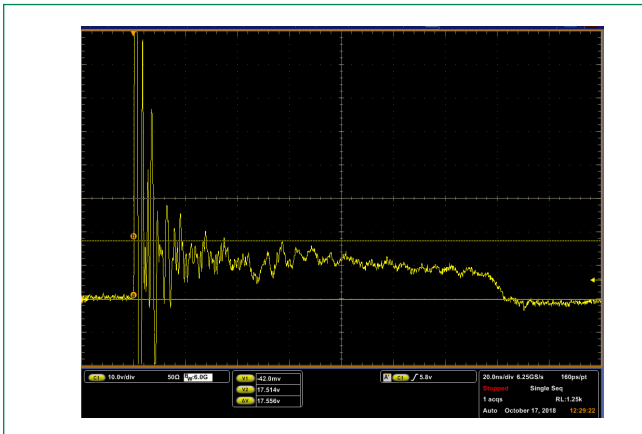 C1 10.0v/div 50Ω BW:6.0G
V1 -42.0mv
V2 17.514v
ΔV 17.556v
A' C1 5.8v
20.0ns/div 6.25GS/s 160ps/pt
Stopped Single Seq
1 acqs RL:1.25k
Auto October 17, 2018 12:29:22